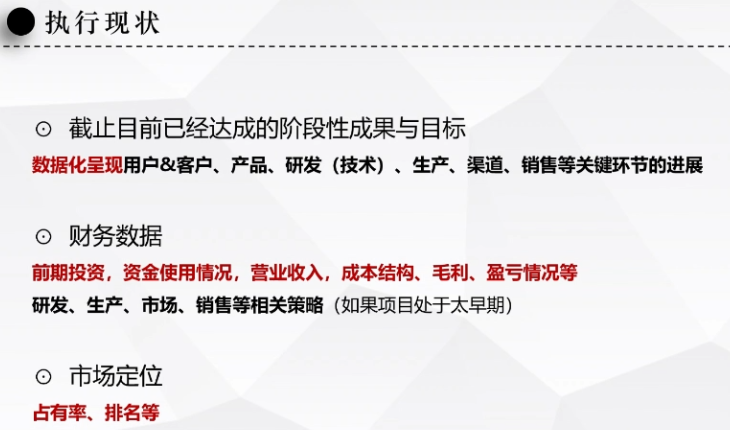 执行现状
截止目前已经达成的阶段性成果与目标
数据化呈现用户&客户、产品、研发（技术）、生产、渠道、销售等关键环节的进展
财务数据
前期投资，资金使用情况，营业收入，成本结构、毛利、盈亏情况等
研发、生产、市场、销售等相关策略（如果项目处于太早期）
市场定位
占有率、排名等